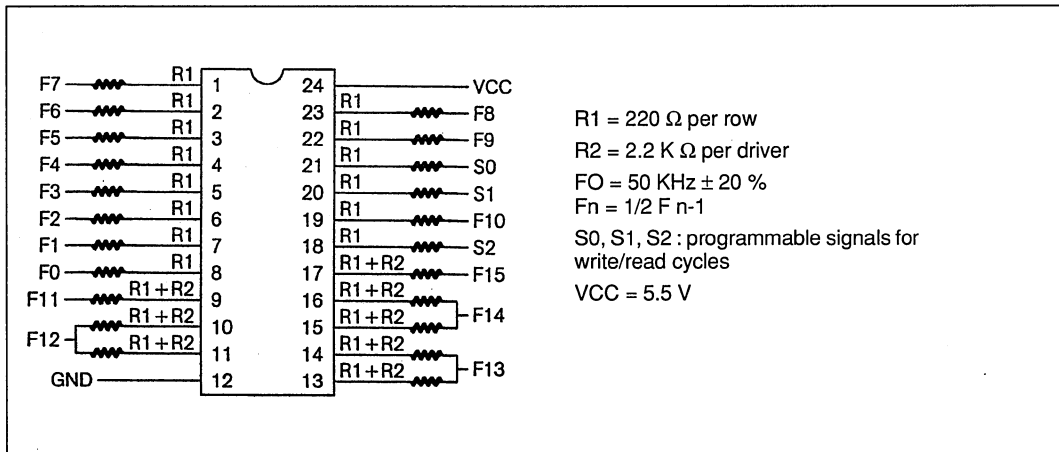 F7 R1 1 24 VCC
F6 R1 2 23 R1 F8
F5 R1 3 22 R1 F9
F4 R1 4 21 R1 S0
F3 R1 5 20 R1 S1
F2 R1 6 19 R1 F10
F1 R1 7 18 R1 S2
F0 R1 8 17 R1+R2 F15
F11 R1+R2 9 16 R1+R2
F12 R1+R2 10 15 R1+R2 F14
R1+R2 11 14 R1+R2
GND 12 13 R1+R2 F13
R1 = 220 Ω per row
R2 = 2.2 K Ω per driver
FO = 50 KHz ± 20 %
Fn = 1/2 F n-1
S0, S1, S2 : programmable signals for
write/read cycles
VCC = 5.5 V